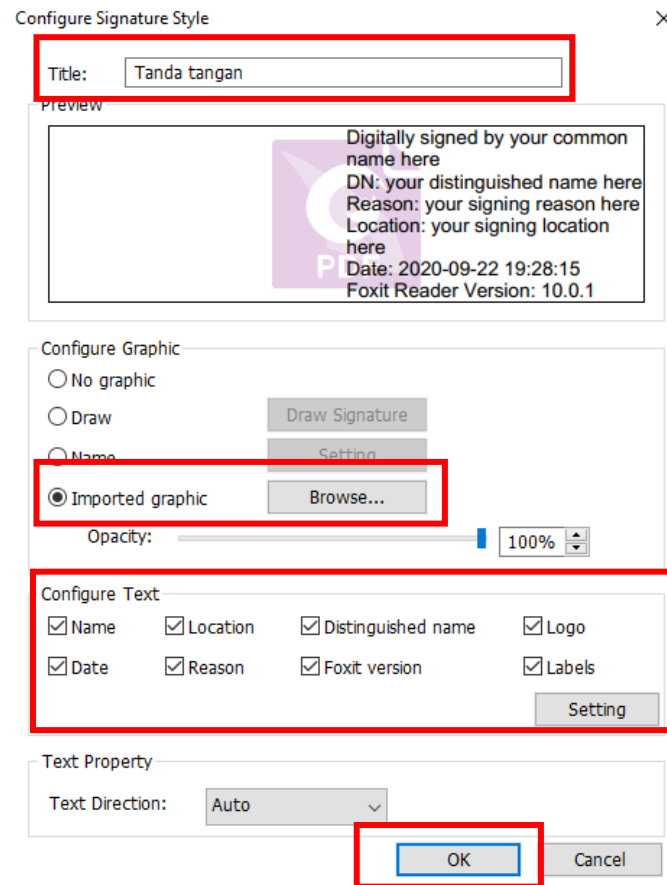 Configure Signature Style
Title: Tanda tangan
Preview
Digitally signed by your common
name here
DN: your distinguished name here
Reason: your signing reason here
Location: your signing location
here
Date: 2020-09-22 19:28:15
Foxit Reader Version: 10.0.1
PDF
Configure Graphic
No graphic
Draw Draw Signature
Name Setting
Imported graphic Browse...
Opacity: 100%
Configure Text
Name Location Distinguished name Logo
Date Reason Foxit version Labels
Setting
Text Property
Text Direction: Auto
OK Cancel